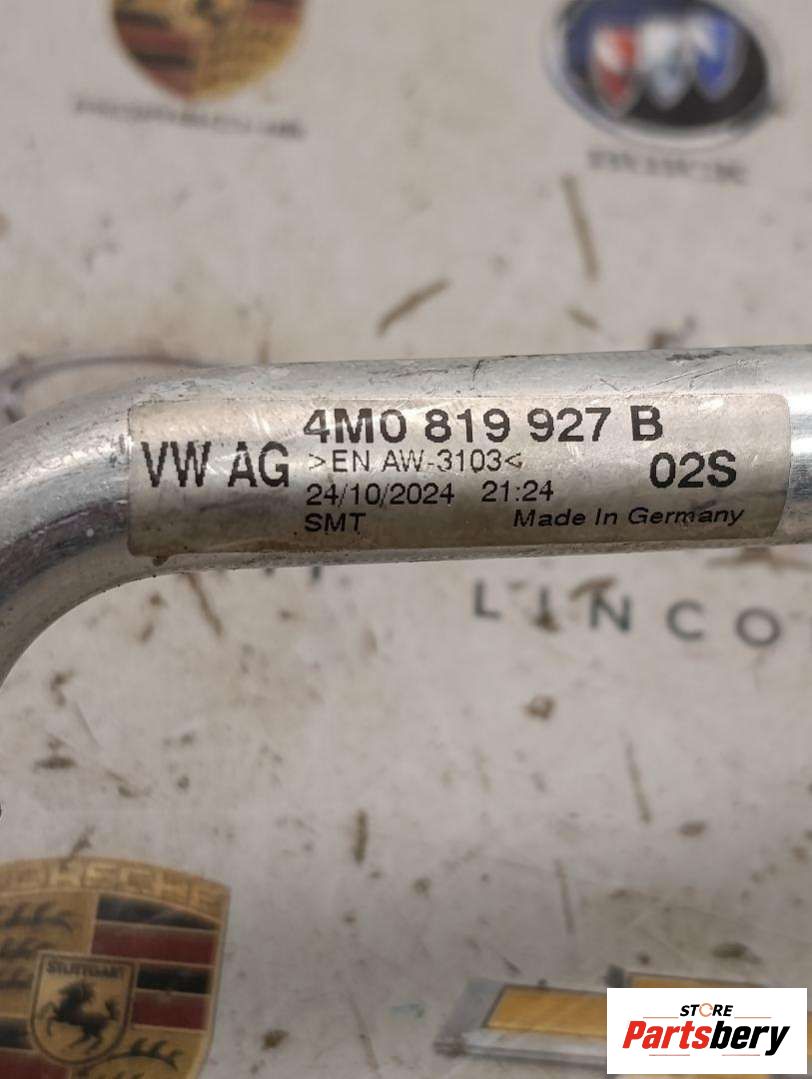 4M0 819 927 B
VW AG
>EN AW-3103<
02S
24/10/2024 21:24
SMT
Made In Germany
LINCO
STUTTGART
STORE
Partsbery